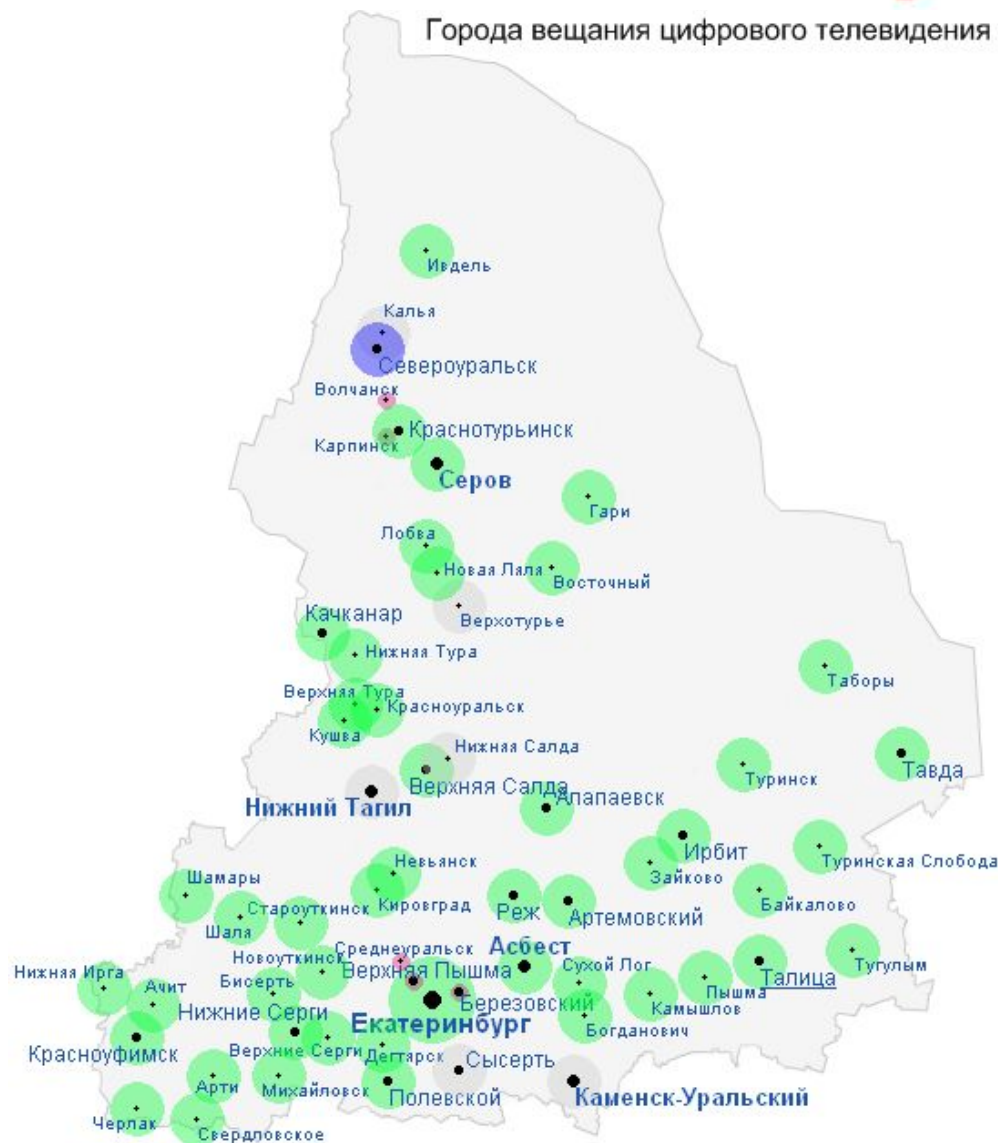 Города вещания цифрового телевидения
Ивдель
Калья
Североуральск
Волчанск
Краснотурьинск
Карпинск
Серов
Гари
Лобва
Новая Ляля
Восточный
Верхотурье
Качканар
Нижняя Тура
Таборы
Верхняя Тура
Красноуральск
Кушва
Нижняя Салда
Верхняя Салда
Туринск
Тавда
Нижний Тагил
Алапаевск
Ирбит
Зайково
Туринская Слобода
Невьянск
Шамары
Кировград
Староуткинск
Шала
Реж
Артемовский
Байкалово
Среднеуральск
Асбест
Новоуткинск
Верхняя Пышма
Сухой Лог
Тугулым
Нижняя Ирга
Бисерть
Талица
Пышма
Ачит
Нижние Серги
Березовский
Камышлов
Екатеринбург
Богданович
Красноуфимск
Верхние Серги
Дегтярск
Сысерть
Арти
Михайловск
Полевской
Каменск-Уральский
Черлак
Свердловское